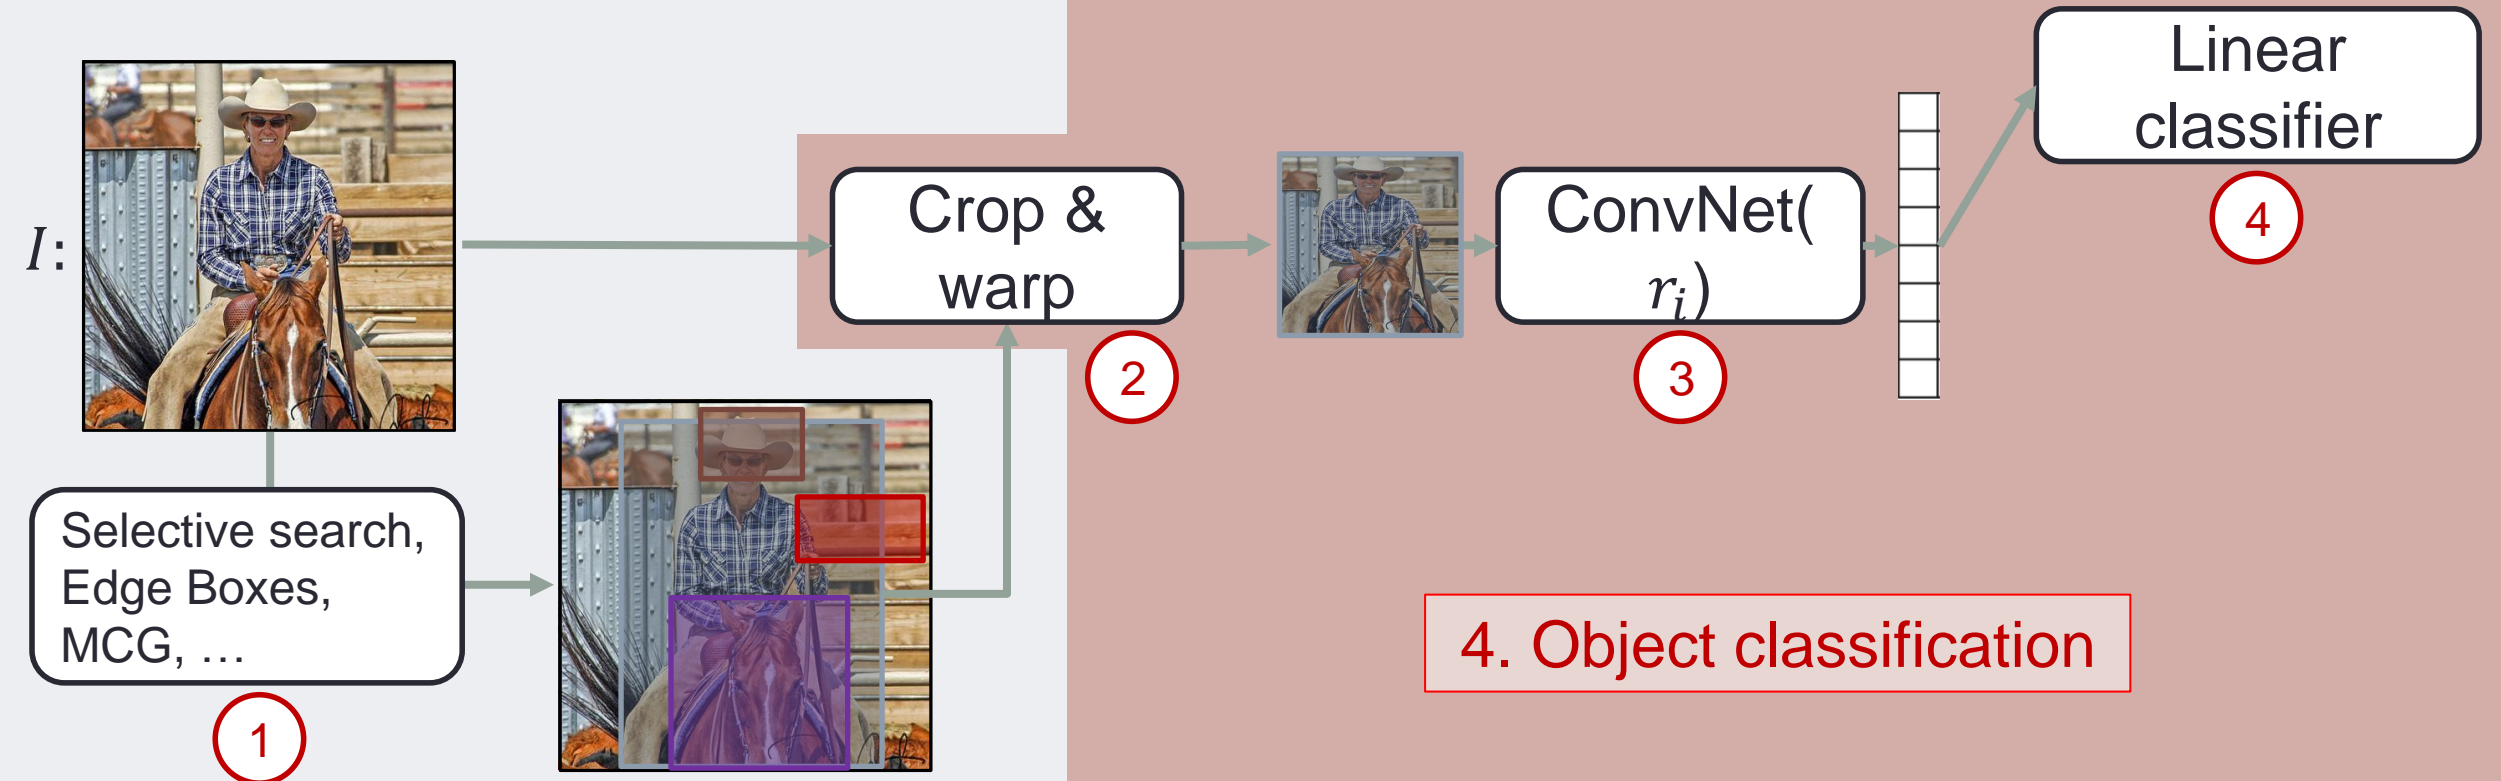 I:
Crop &
warp
2
ConvNet(
r_i)
3
Linear
classifier
4
Selective search,
Edge Boxes,
MCG, …
1
4. Object classification